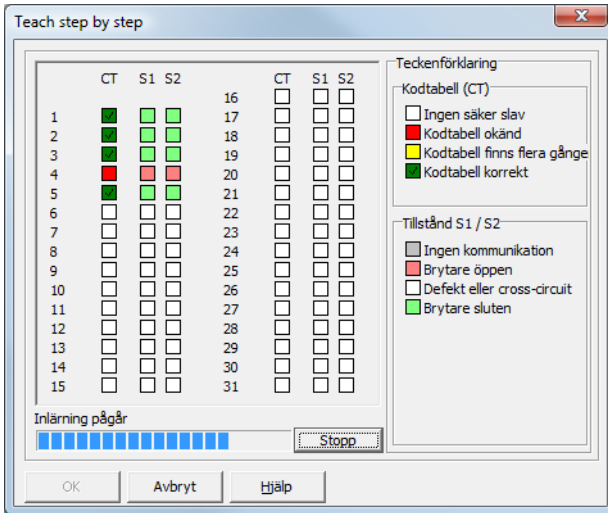 Teach step by step
CT S1 S2 CT S1 S2
16
1 17
2 18
3 19
4 20
5 21
6 22
7 23
8 24
9 25
10 26
11 27
12 28
13 29
14 30
15 31
Inlärning pågår
Stopp
OK Avbryt Hjälp
Teckenförklaring
Kodtabell (CT)
Ingen säker slav
Kodtabell okänd
Kodtabell finns flera gånge
Kodtabell korrekt
Tillstånd S1 / S2
Ingen kommunikation
Brytare öppen
Defekt eller cross-circuit
Brytare sluten